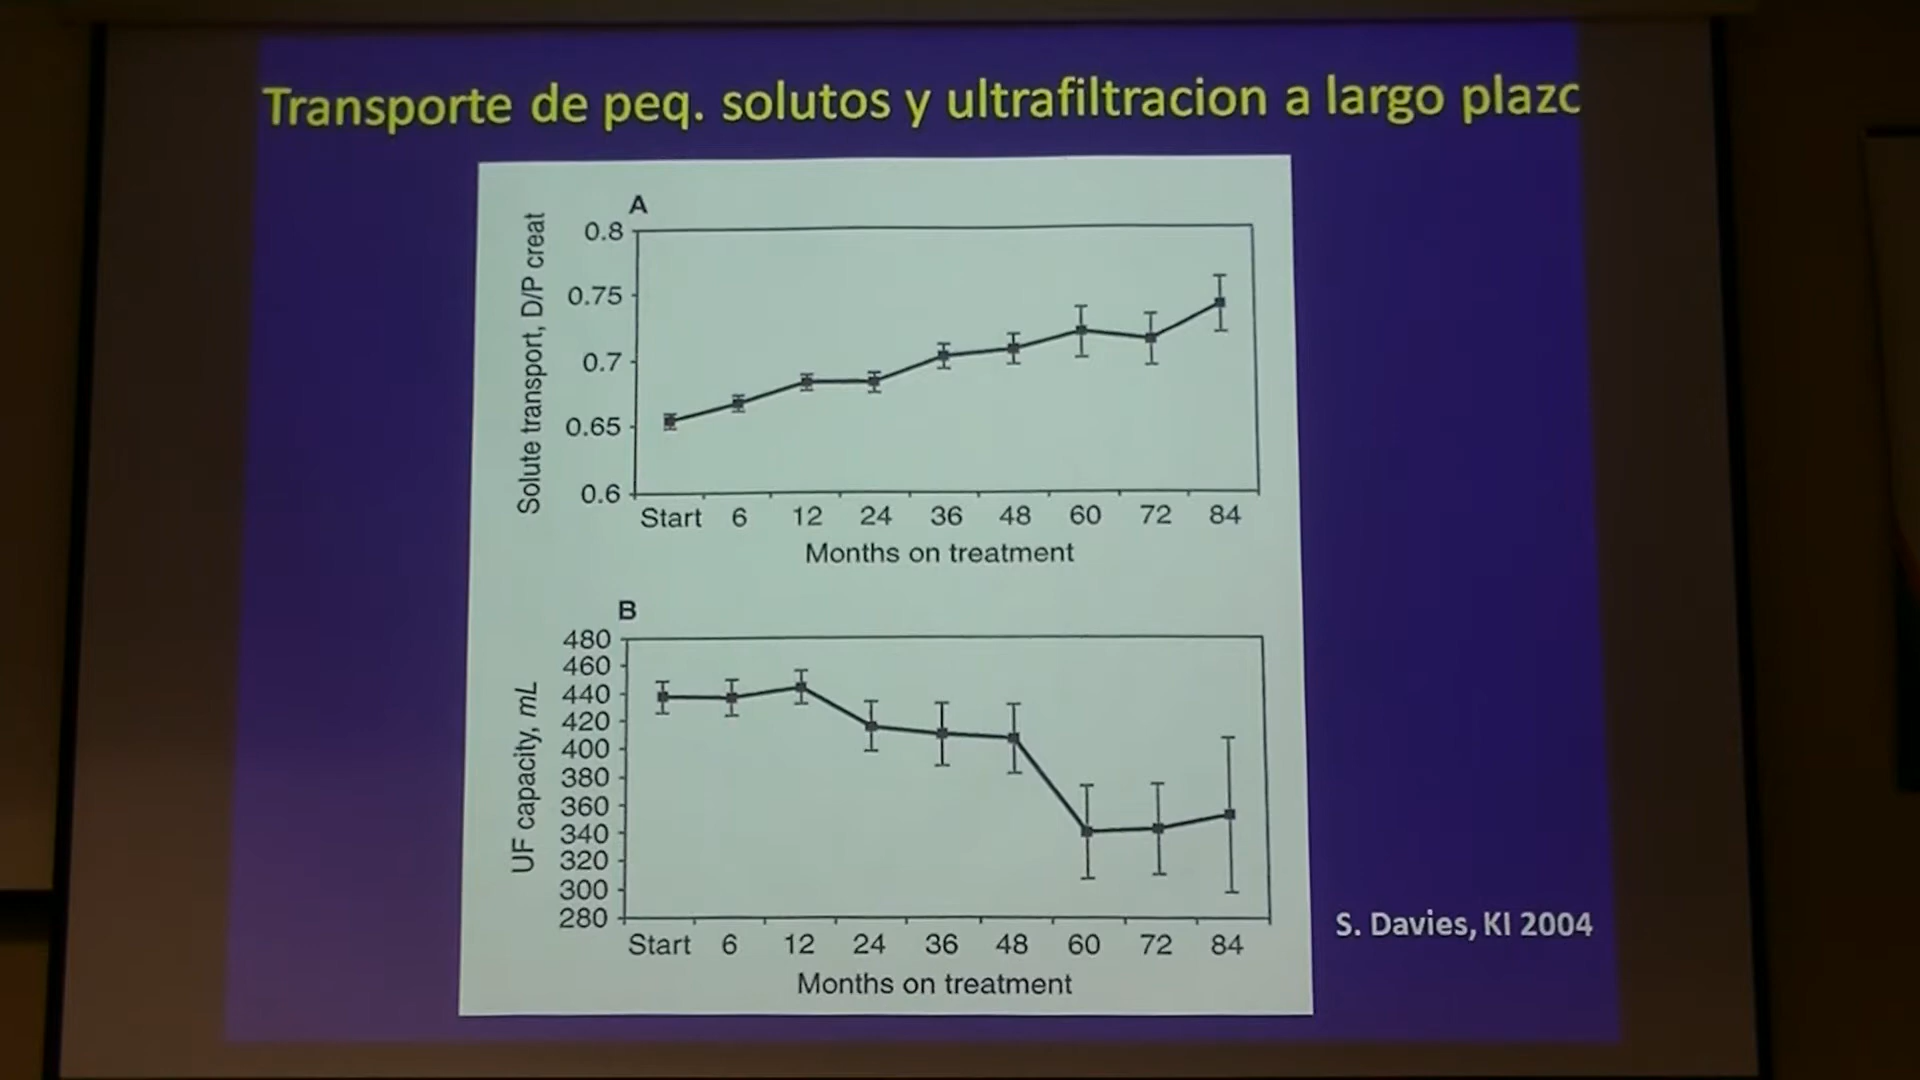 Transporte de peq. solutos y ultrafiltracion a largo plazc
A
Solute transport, D/P creat
0.8
0.75
0.7
0.65
0.6
Start 6 12 24 36 48 60 72 84
Months on treatment
B
UF capacity, mL
480
460
440
420
400
380
360
340
320
300
280
Start 6 12 24 36 48 60 72 84
Months on treatment
S. Davies, KI 2004